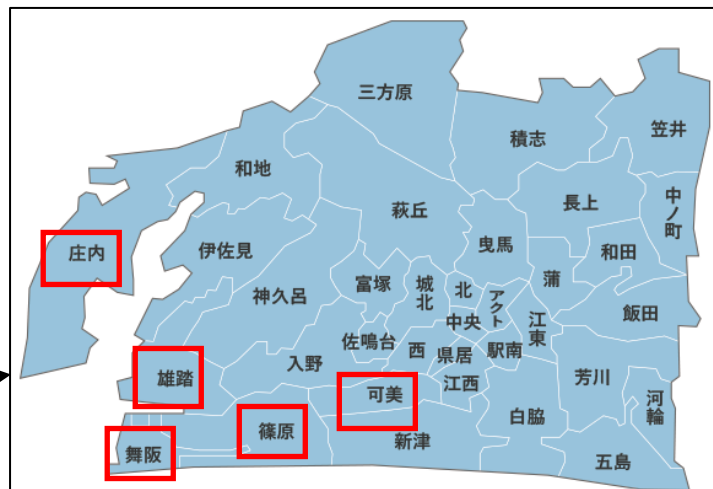 三方原
笠井
積志
和地
中ノ町
長上
萩丘
曳馬
庄内
伊佐見
和田
蒲
富塚
城北
北
アクト
神久呂
飯田
中央
江東
佐鳴台
西
県居
駅南
入野
雄踏
江西
芳川
可美
河輪
白脇
篠原
新津
舞阪
五島